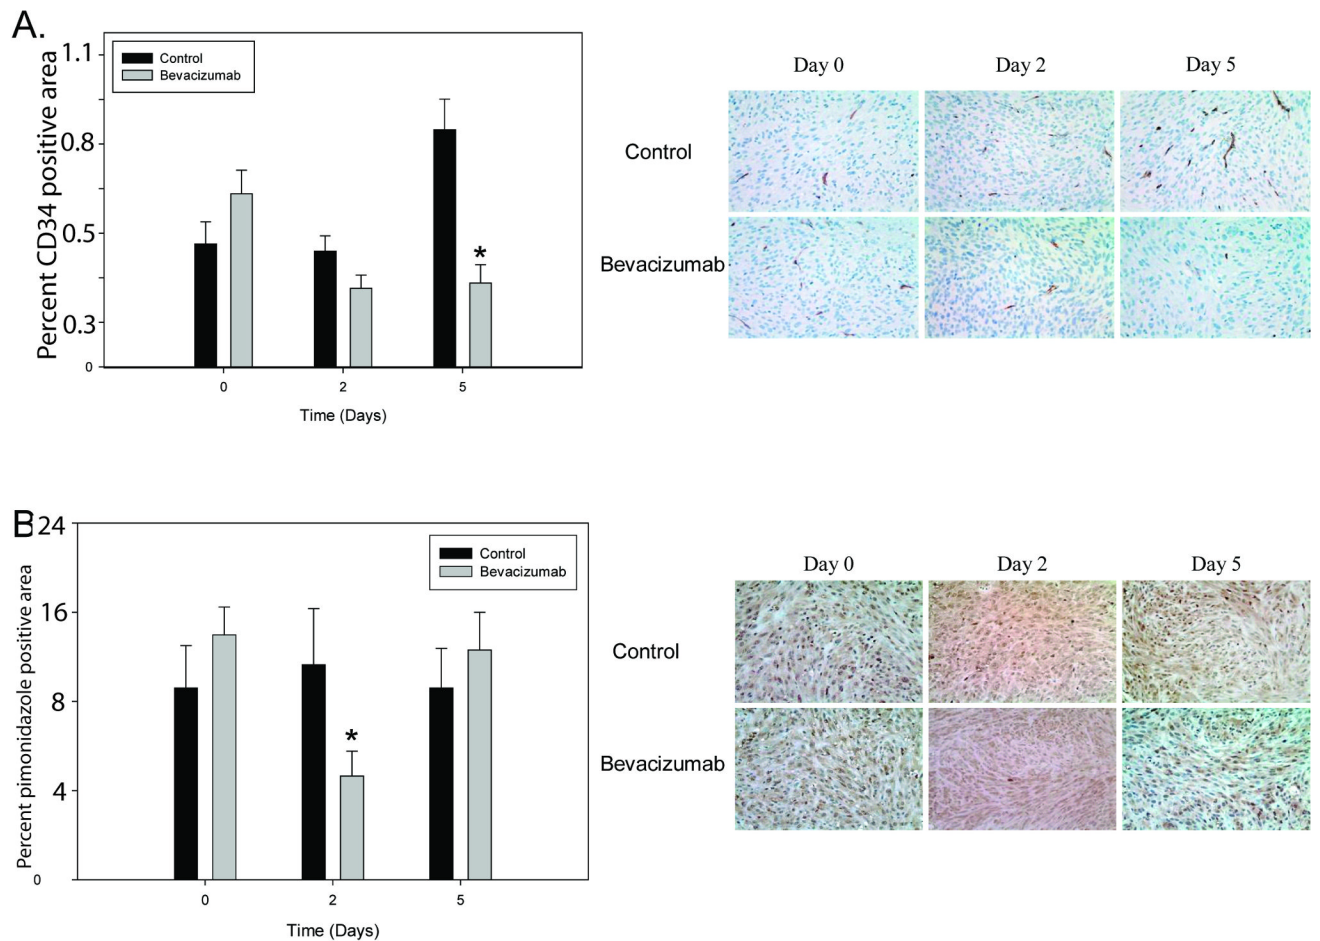 A.
Percent CD34 positive area
1.1
0.8
0.5
0.3
0
Control
Bevacizumab
*
0 2 5
Time (Days)
Day 0 Day 2 Day 5
Control
Bevacizumab
B
Percent pimonidazole positive area
24
16
8
4
0
Control
Bevacizumab
*
0 2 5
Time (Days)
Day 0 Day 2 Day 5
Control
Bevacizumab